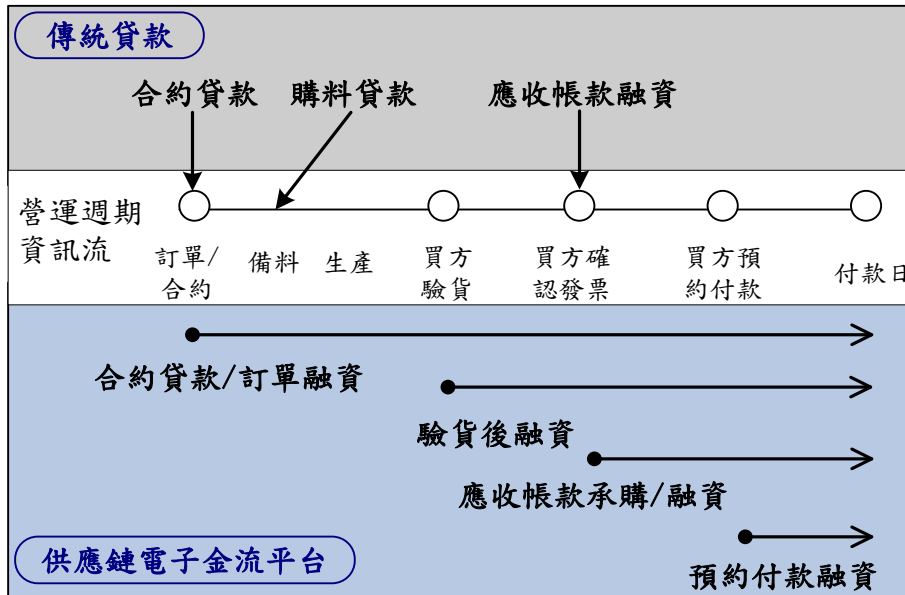 傳統貸款
合約貸款 購料貸款 應收帳款融資
營運週期
資訊流
訂單/
合約
備料
生產
買方
驗貨
買方確
認發票
買方預
約付款
付款日
合約貸款/訂單融資
驗貨後融資
應收帳款承購/融資
供應鏈電子金流平台
預約付款融資